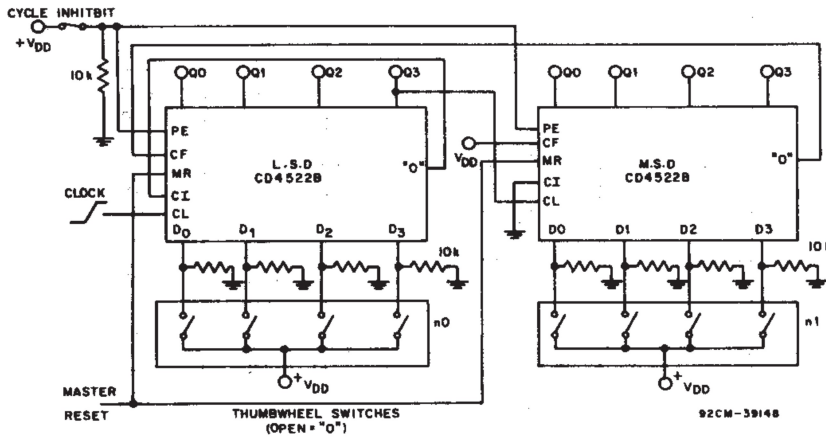 CYCLE INHITBIT
+VDD
10k
Q0 Q1 Q2 Q3
Q0 Q1 Q2 Q3
PE
CF
MR
CI
CL
L-S-D
CD4522B
"0"
D0 D1 D2 D3
CLOCK
VDD
PE
CF
MR
CI
CL
M.S.D
CD4522B
"0"
D0 D1 D2 D3
10k
n0
+VDD
n1
+VDD
MASTER
RESET
THUMBWHEEL SWITCHES
(OPEN="0")
92CM-39148